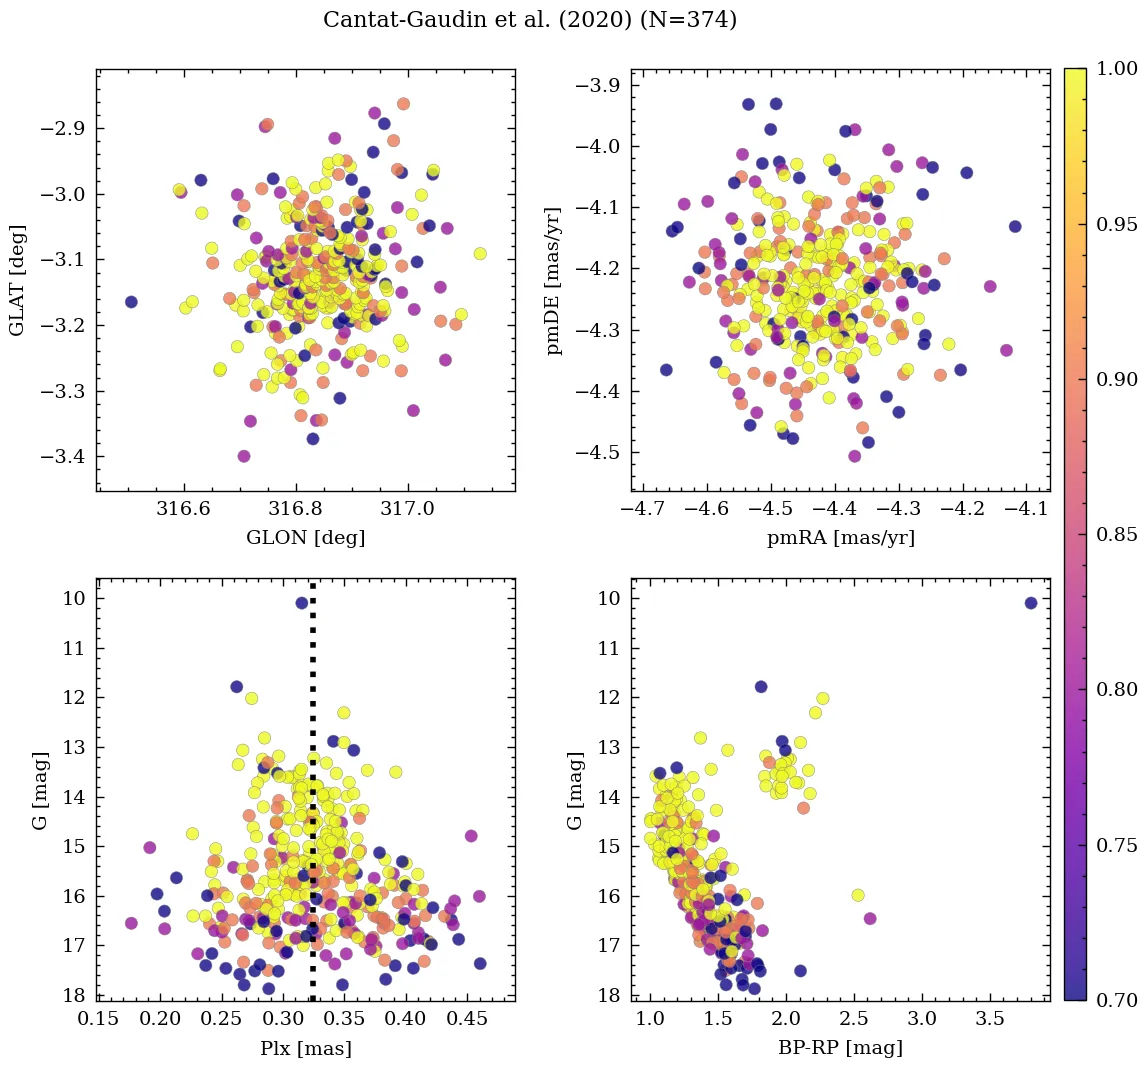 Cantat-Gaudin et al. (2020) (N=374)
−2.9
−3.0
−3.1
−3.2
−3.3
−3.4
GLAT [deg]
316.6 316.8 317.0
GLON [deg]
−3.9
−4.0
−4.1
−4.2
−4.3
−4.4
−4.5
pmDE [mas/yr]
−4.7 −4.6 −4.5 −4.4 −4.3 −4.2 −4.1
pmRA [mas/yr]
10
11
12
13
14
15
16
17
18
G [mag]
0.15 0.20 0.25 0.30 0.35 0.40 0.45
Plx [mas]
10
11
12
13
14
15
16
17
18
G [mag]
1.0 1.5 2.0 2.5 3.0 3.5
BP-RP [mag]
1.00
0.95
0.90
0.85
0.80
0.75
0.70